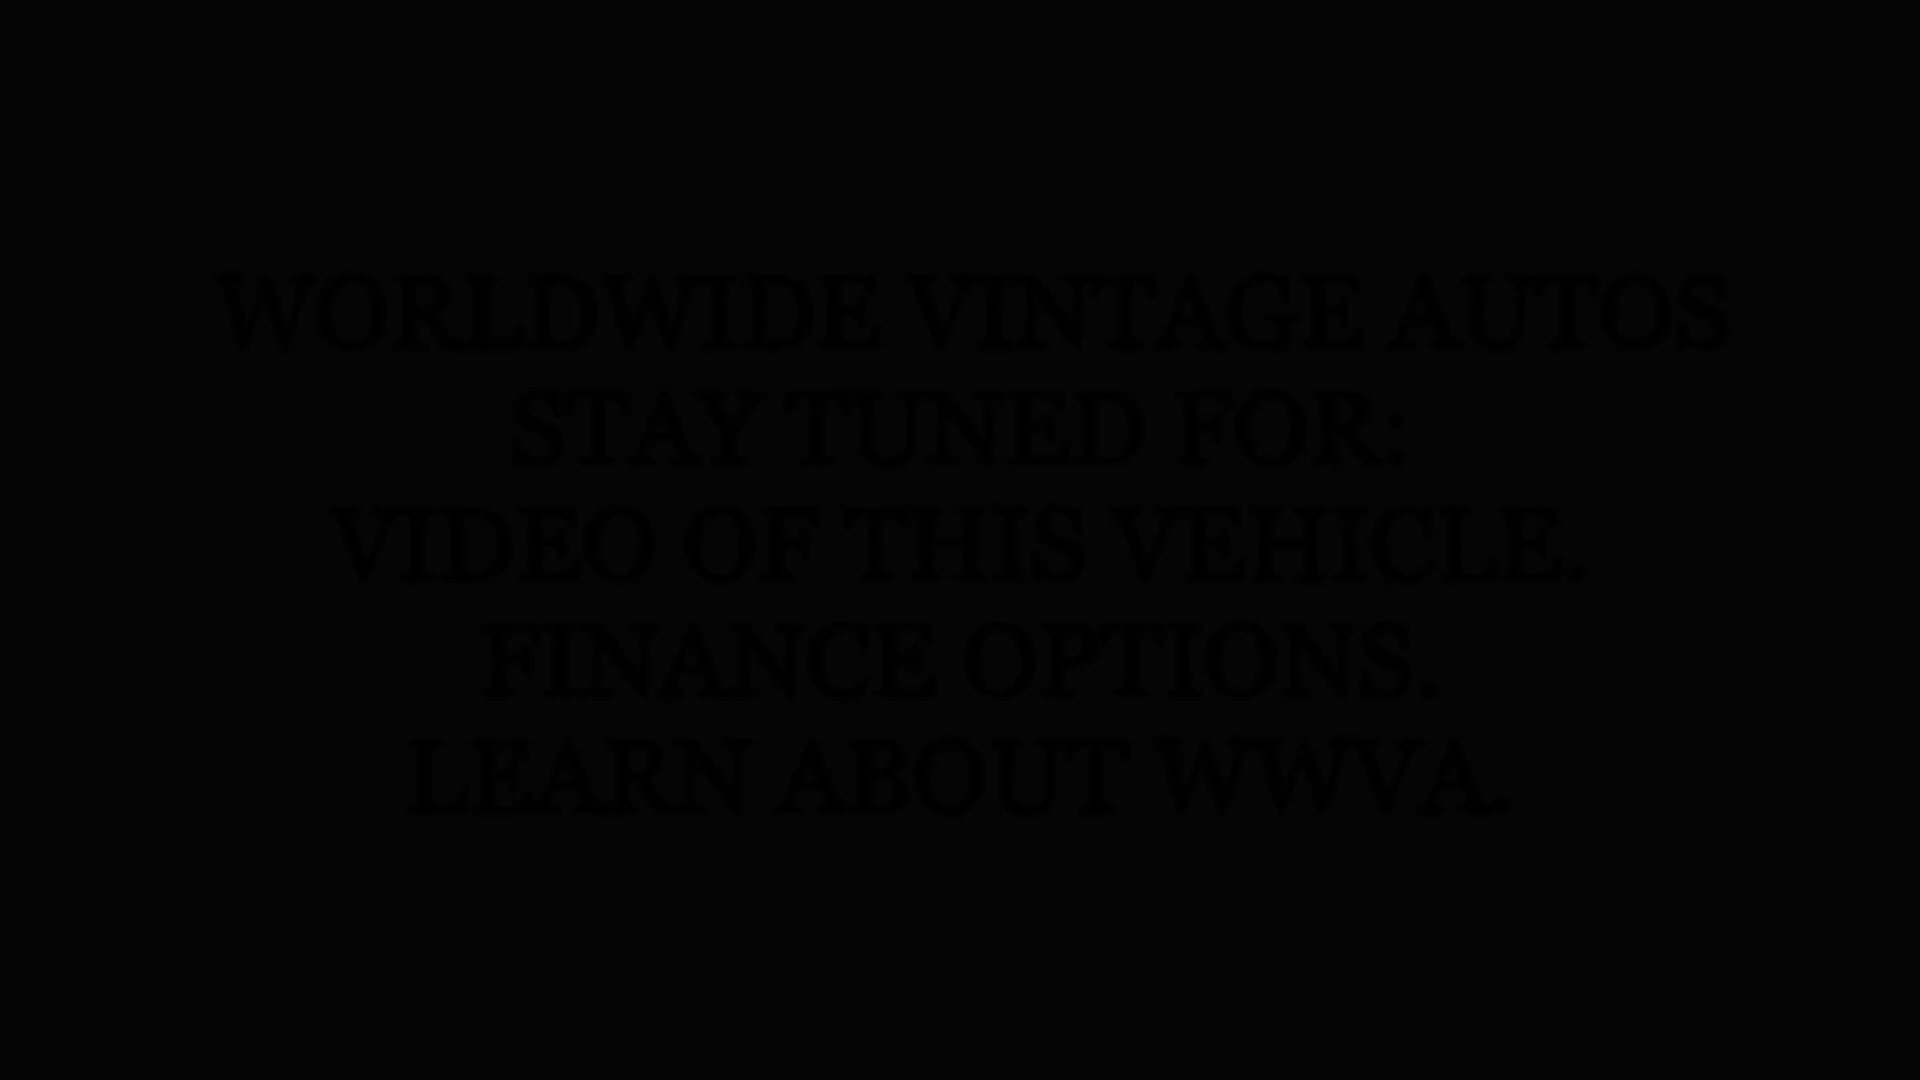 WORLDWIDE VINTAGE AUTOS
STAY TUNED FOR:
VIDEO OF THIS VEHICLE.
FINANCE OPTIONS.
LEARN ABOUT WWVA.